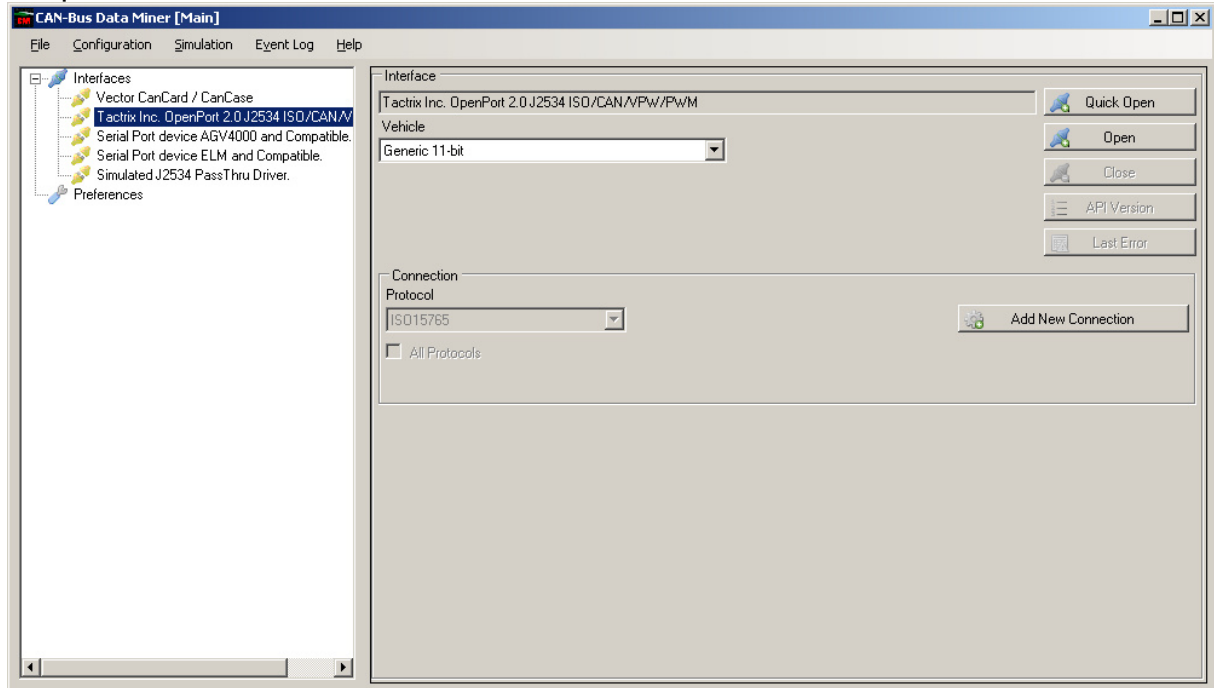 CAN-Bus Data Miner [Main]
File Configuration Simulation Event Log Help
Interfaces
Vector CanCard / CanCase
Tactrix Inc. OpenPort 2.0 J2534 ISO/CAN/V
Serial Port device AGV4000 and Compatible.
Serial Port device ELM and Compatible.
Simulated J2534 PassThru Driver.
Preferences
Interface
Tactrix Inc. OpenPort 2.0 J2534 ISO/CAN/VPW/PWM
Quick Open
Vehicle
Open
Generic 11-bit
Close
API Version
Last Error
Connection
Protocol
ISO15765
Add New Connection
All Protocols